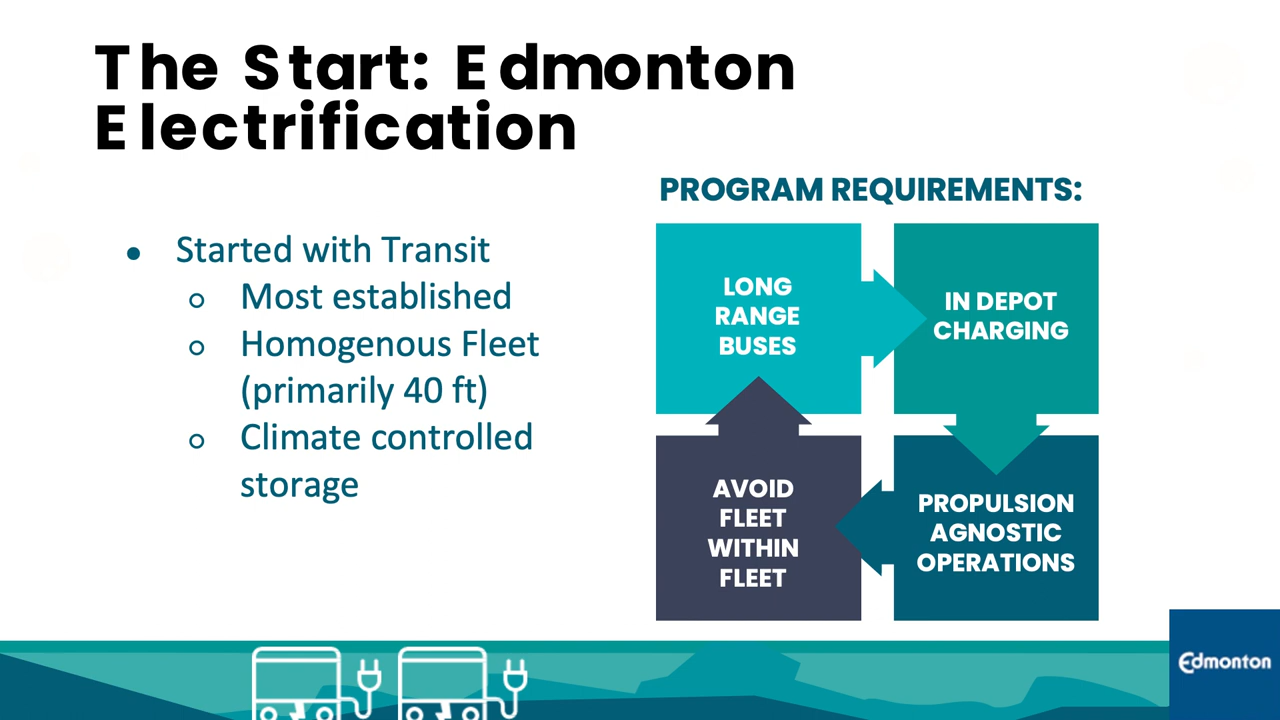 The Start: Edmonton
Electrification
PROGRAM REQUIREMENTS:
● Started with Transit
○ Most established
○ Homogenous Fleet
(primarily 40 ft)
○ Climate controlled
storage
LONG
RANGE
BUSES
IN DEPOT
CHARGING
PROPULSION
AGNOSTIC
OPERATIONS
AVOID
FLEET
WITHIN
FLEET
Edmonton